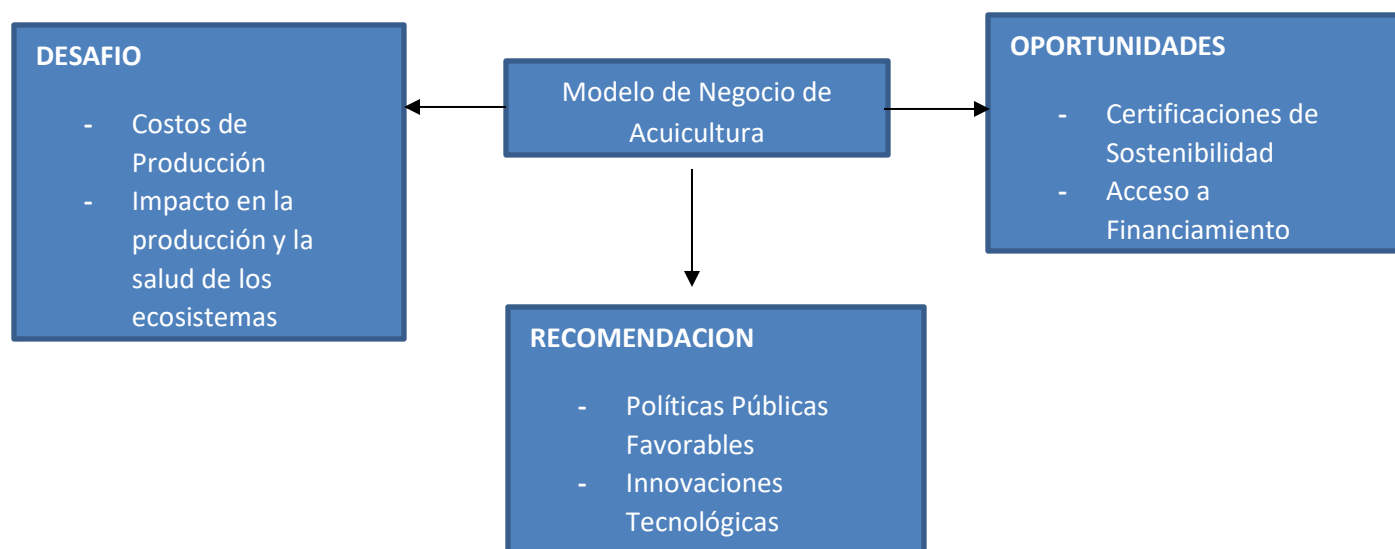 DESAFIO
- Costos de
Producción
- Impacto en la
producción y la
salud de los
ecosistemas
Modelo de Negocio de
Acuicultura
OPORTUNIDADES
- Certificaciones de
Sostenibilidad
- Acceso a
Financiamiento
RECOMENDACION
- Políticas Públicas
Favorables
- Innovaciones
Tecnológicas